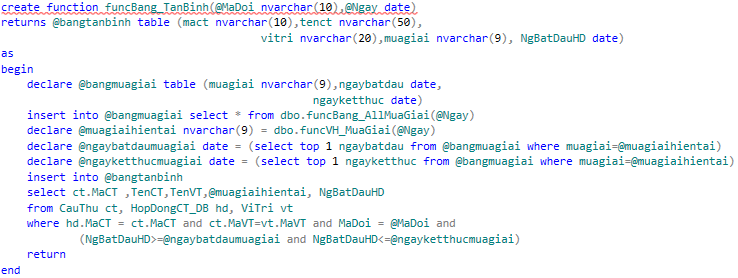 create function funcBang_TanBinh(@MaDoi nvarchar(10),@Ngay date)
returns @bangtanbinh table (mact nvarchar(10),tenct nvarchar(50),
vitri nvarchar(20),muagiai nvarchar(9), NgBatDauHD date)
as
begin
declare @bangmuagiai table (muagiai nvarchar(9),ngaybatdau date,
ngayketthuc date)
insert into @bangmuagiai select * from dbo.funcBang_AllMuaGiai(@Ngay)
declare @muagiaihientai nvarchar(9) = dbo.funcVH_MuaGiai(@Ngay)
declare @ngaybatdaumuagiai date = (select top 1 ngaybatdau from @bangmuagiai where muagiai=@muagiaihientai)
declare @ngayketthucmuagiai date = (select top 1 ngayketthuc from @bangmuagiai where muagiai=@muagiaihientai)
insert into @bangtanbinh
select ct.MaCT ,TenCT,TenVT,@muagiaihientai, NgBatDauHD
from CauThu ct, HopDongCT_DB hd, ViTri vt
where hd.MaCT = ct.MaCT and ct.MaVT=vt.MaVT and MaDoi = @MaDoi and
(NgBatDauHD>=@ngaybatdaumuagiai and NgBatDauHD<=@ngayketthucmuagiai)
return
end